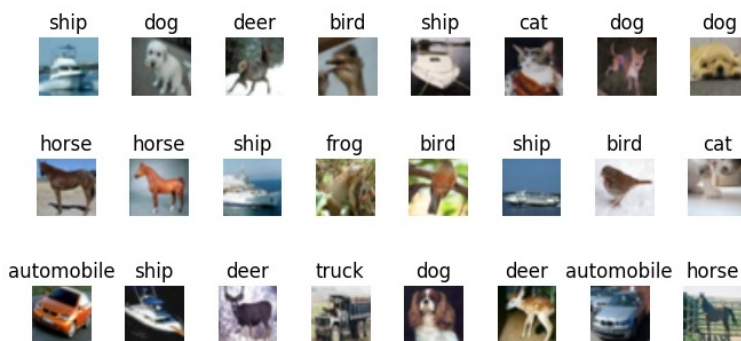 ship dog deer bird ship cat dog dog
horse horse ship frog bird ship bird cat
automobile ship deer truck dog deer automobile horse